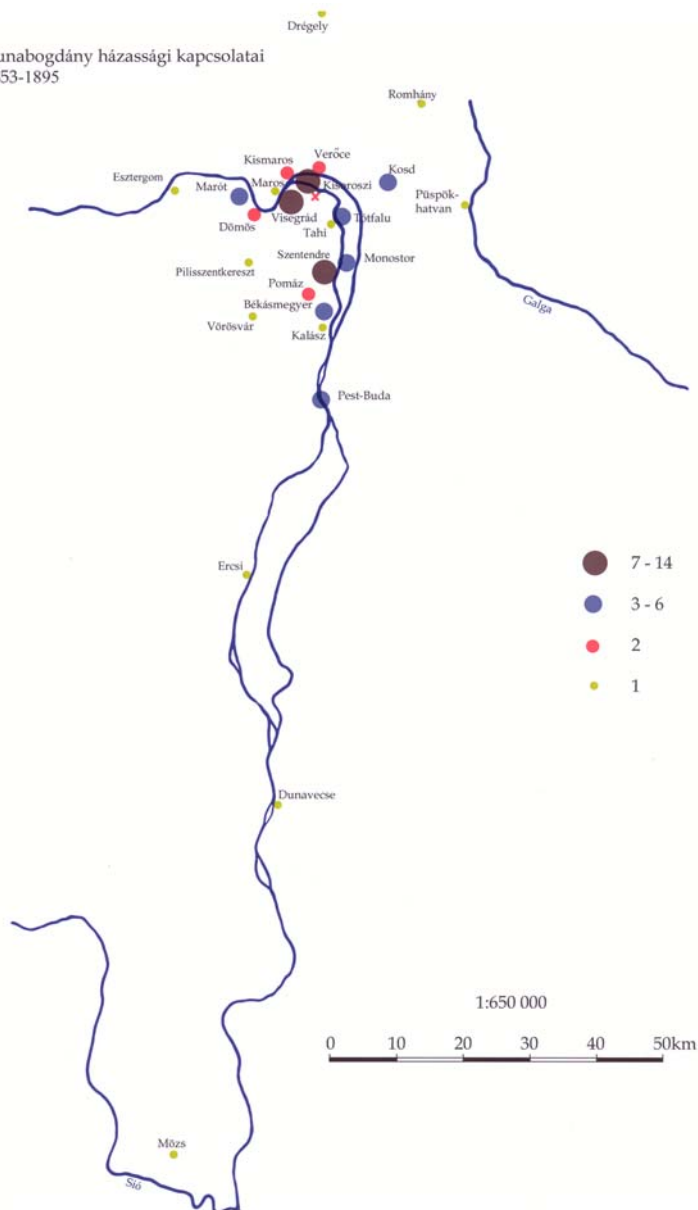 unabogdány házassági kapcsolatai
53-1895
Drégely
Romhány
Kismaros
Verőce
Kosd
Esztergom
Marót
Maros
Kisoroszi
Püspök-
hatvan
Dömös
Visegrád
Tótfalu
Tahi
Szentendre
Monostor
Pilisszentkereszt
Pomáz
Békásmegyer
Vörösvár
Kalász
Galga
Pest-Buda
Ercsi
7 - 14
3 - 6
2
1
Dunavecse
1:650 000
0 10 20 30 40 50km
Mözs
Sió